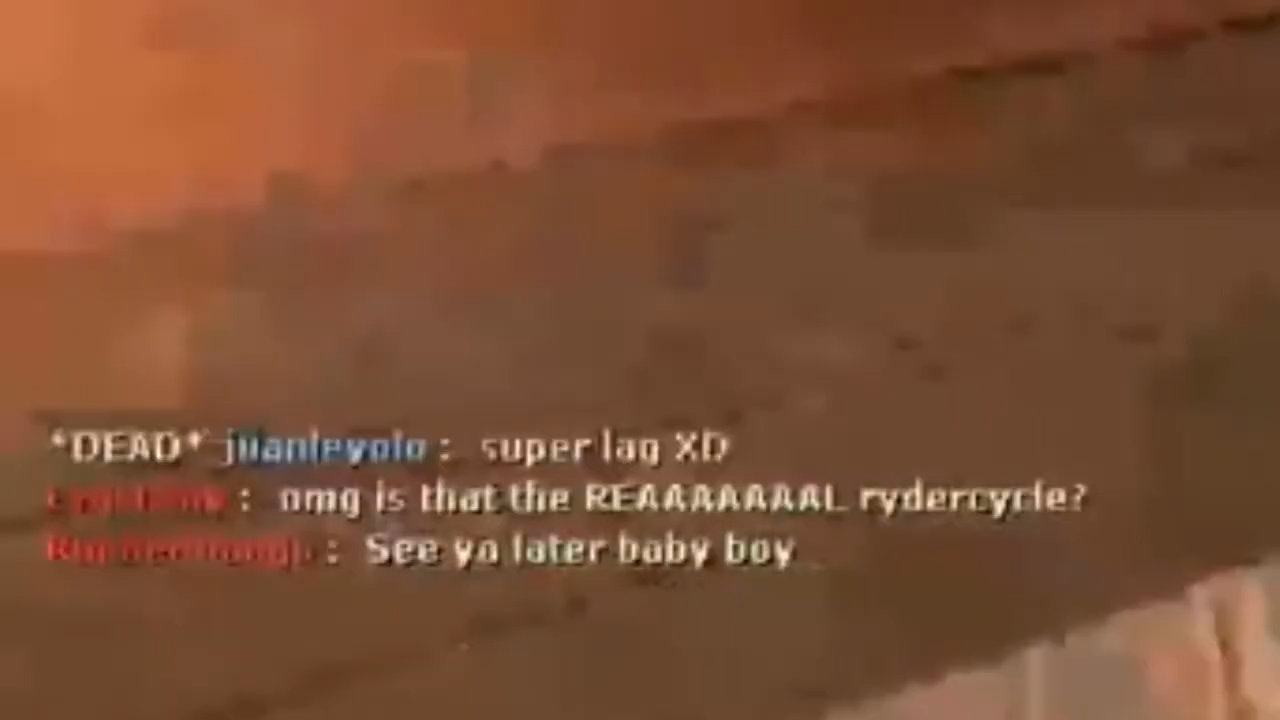 *DEAD* juanleyolo : super lag XD
: omg is that the REAAAAAAAL rydercycle?
: See ya later baby boy